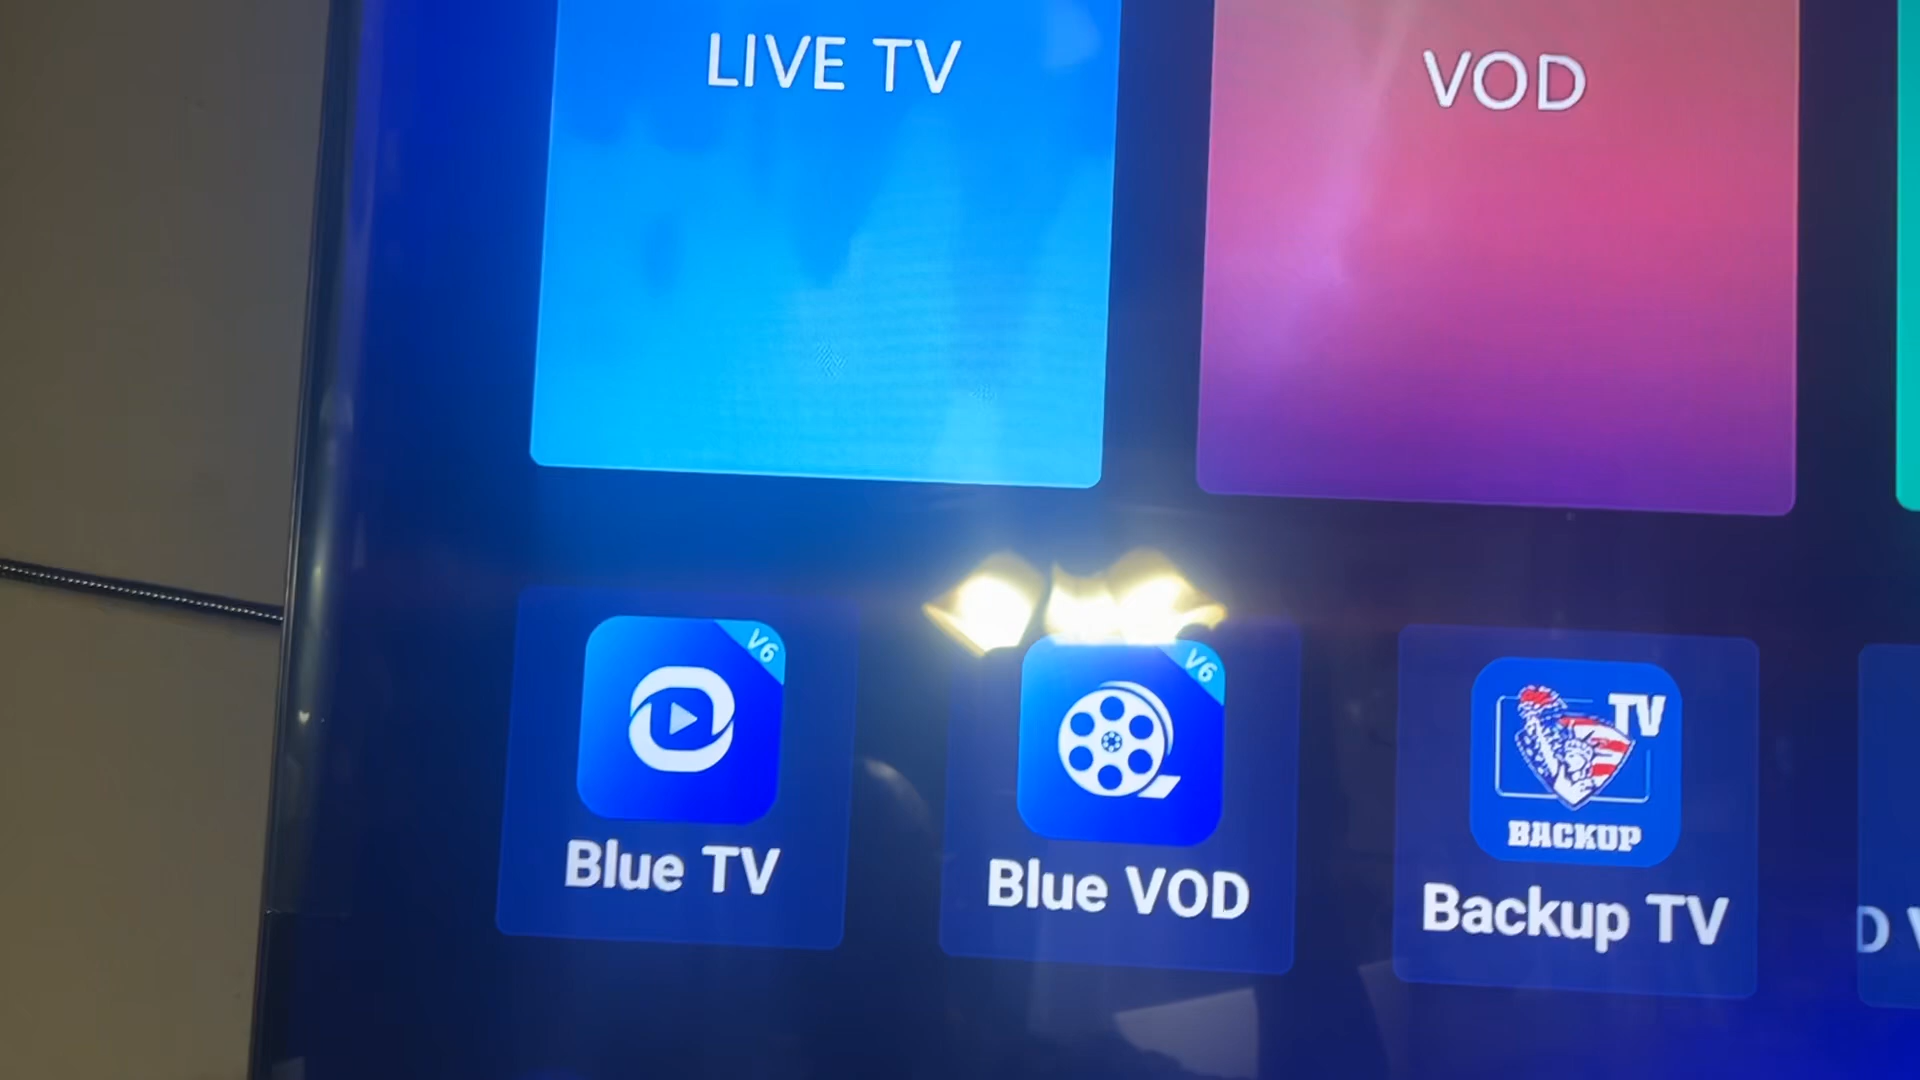 LIVE TV
VOD
V6
V6
TV
BACKUP
Blue TV
Blue VOD
Backup TV